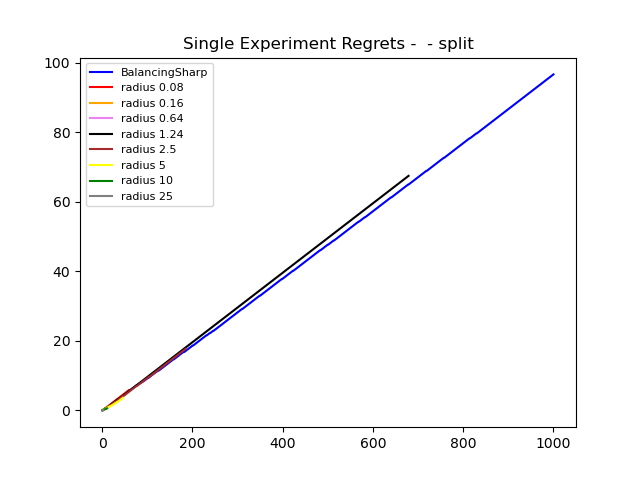 Single Experiment Regrets -  - split
100
80
60
40
20
0
BalancingSharp
radius 0.08
radius 0.16
radius 0.64
radius 1.24
radius 2.5
radius 5
radius 10
radius 25
0 200 400 600 800 1000